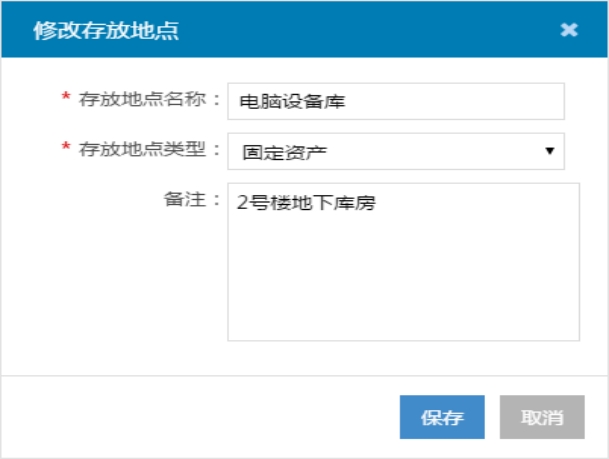 修改存放地点
* 存放地点名称： 电脑设备库
* 存放地点类型： 固定资产
备注： 2号楼地下库房
保存 取消